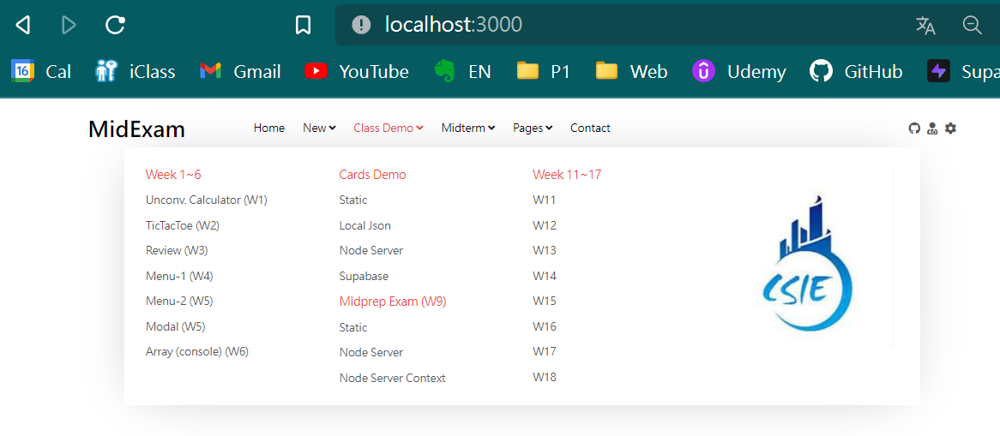 localhost:3000
16 Cal iClass Gmail YouTube EN P1 Web Udemy GitHub Supa
MidExam Home New Class Demo Midterm Pages Contact
Week 1~6
Unconv. Calculator (W1)
TicTacToe (W2)
Review (W3)
Menu-1 (W4)
Menu-2 (W5)
Modal (W5)
Array (console) (W6)
Cards Demo
Static
Local Json
Node Server
Supabase
Midprep Exam (W9)
Static
Node Server
Node Server Context
Week 11~17
W11
W12
W13
W14
W15
W16
W17
W18
CSIE